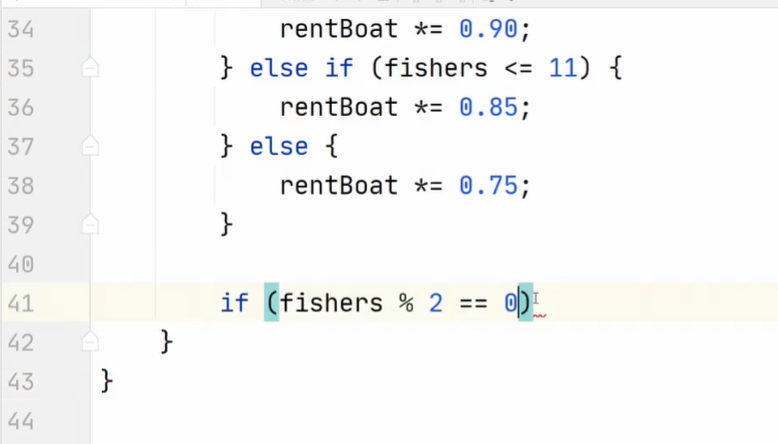 34 rentBoat *= 0.90;
35 } else if (fishers <= 11) {
36 rentBoat *= 0.85;
37 } else {
38 rentBoat *= 0.75;
39 }
40
41 if (fishers % 2 == 0)
42 }
43 }
44